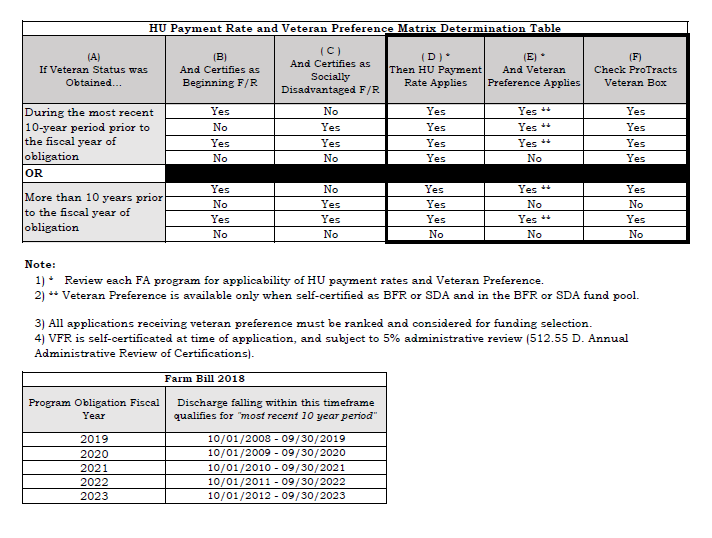 HU Payment Rate and Veteran Preference Matrix Determination Table
(A)
If Veteran Status was
Obtained...
(B)
And Certifies as
Beginning F/R
( C )
And Certifies as
Socially
Disadvantaged F/R
( D ) *
Then HU Payment
Rate Applies
(E) *
And Veteran
Preference Applies
(F)
Check ProTracts
Veteran Box
During the most recent
10-year period prior to
the fiscal year of
obligation
Yes No Yes Yes ** Yes
No Yes Yes Yes ** Yes
Yes Yes Yes Yes ** Yes
No No Yes No Yes
OR
More than 10 years prior
to the fiscal year of
obligation
Yes No Yes Yes ** Yes
No Yes Yes No No
Yes Yes Yes Yes ** Yes
No No No No No
Note:
1) * Review each FA program for applicability of HU payment rates and Veteran Preference.
2) ** Veteran Preference is available only when self-certified as BFR or SDA and in the BFR or SDA fund pool.
3) All applications receiving veteran preference must be ranked and considered for funding selection.
4) VFR is self-certificated at time of application, and subject to 5% administrative review (512.55 D. Annual
Administrative Review of Certifications).
Farm Bill 2018
Program Obligation Fiscal
Year
Discharge falling within this timeframe
qualifies for "most recent 10 year period"
2019 10/01/2008 - 09/30/2019
2020 10/01/2009 - 09/30/2020
2021 10/01/2010 - 09/30/2021
2022 10/01/2011 - 09/30/2022
2023 10/01/2012 - 09/30/2023